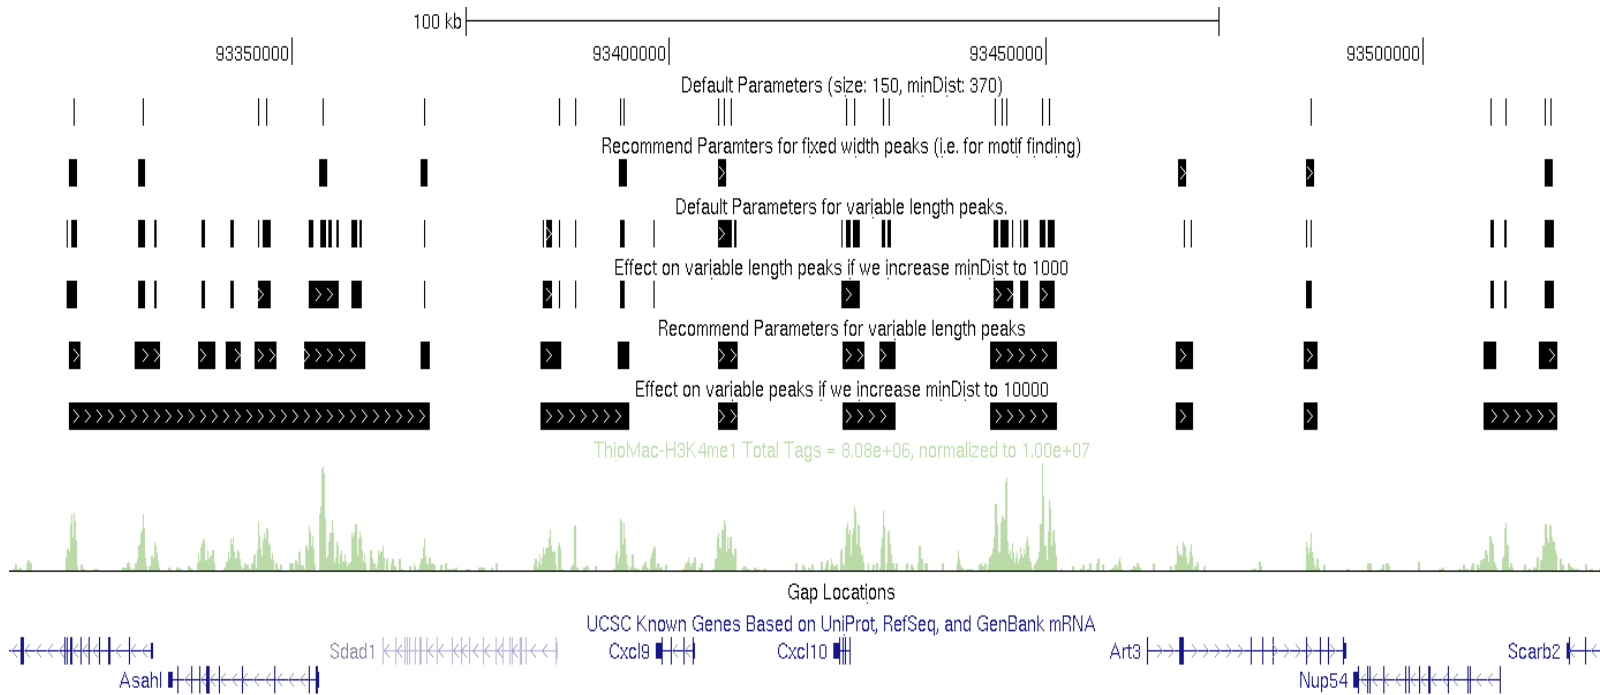 100 kb
93350000 93400000 93450000 93500000
Default Parameters (size: 150, minDist: 370)
Recommend Paramters for fixed width peaks (i.e. for motif finding)
Default Parameters for variable length peaks.
Effect on variable length peaks if we increase minDist to 1000
Recommend Parameters for variable length peaks
Effect on variable peaks if we increase minDist to 10000
ThioMac-H3K4me1 Total Tags = 8.08e+06, normalized to 1.00e+07
Gap Locations
UCSC Known Genes Based on UniProt, RefSeq, and GenBank mRNA
Sdad1 Cxcl9 Cxcl10 Art3 Scarb2
Asahl Nup54